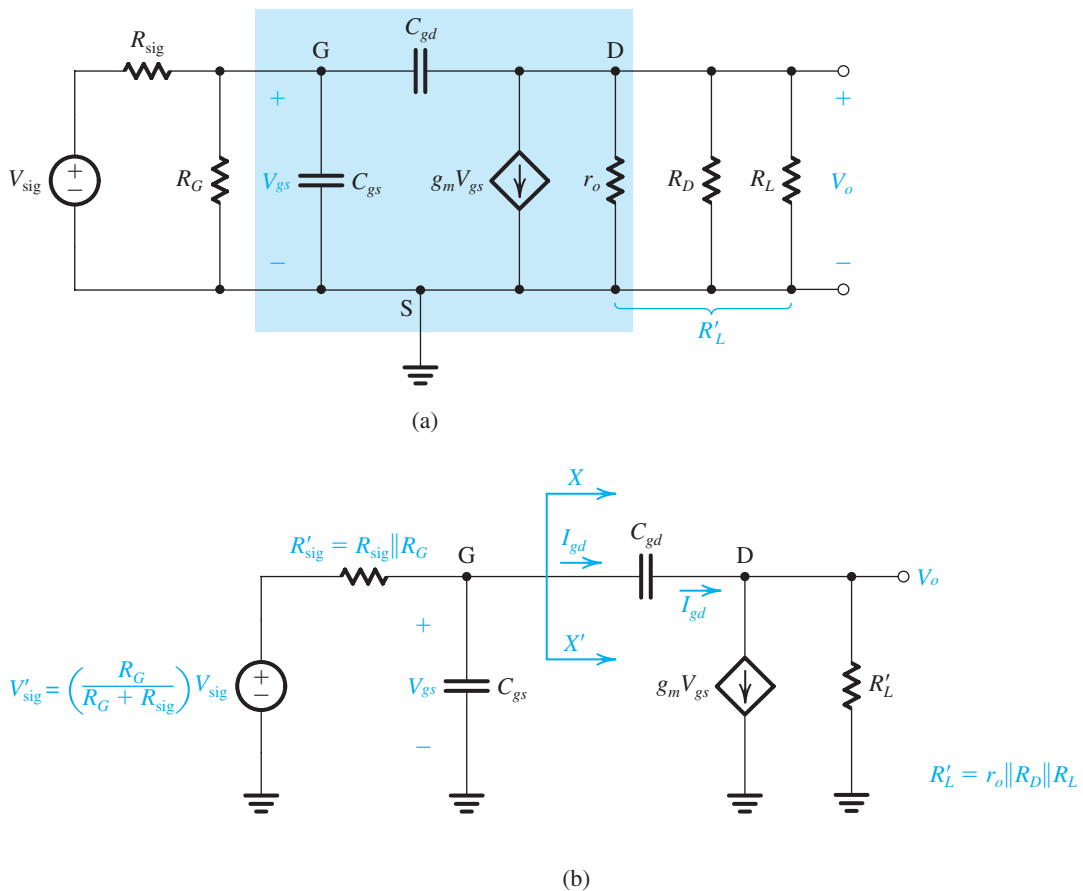 R_sig
G
C_gd
D
+
+
V_sig
+
−
R_G
V_gs
C_gs
g_m V_gs
r_o
R_D
R_L
V_o
−
−
S
R'_L
(a)
X
R'_sig = R_sig‖R_G
G
I_gd
C_gd
D
V_o
I_gd
+
X'
V'_sig = (R_G / (R_G + R_sig)) V_sig
+
−
V_gs
C_gs
g_m V_gs
R'_L
−
R'_L = r_o‖R_D‖R_L
(b)